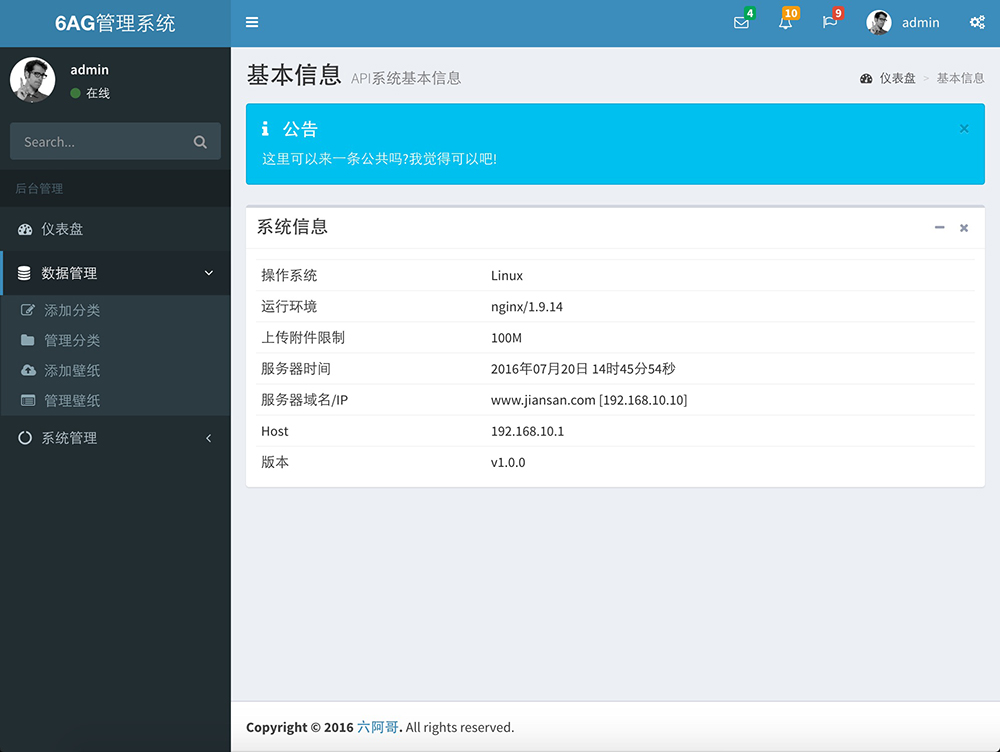 6AG管理系统
4
10
9
admin
admin
在线
Search...
后台管理
仪表盘
数据管理
添加分类
管理分类
添加壁纸
管理壁纸
系统管理
基本信息 API系统基本信息
仪表盘 > 基本信息
公告
×
这里可以来一条公共吗?我觉得可以吧!
系统信息
操作系统 Linux
运行环境 nginx/1.9.14
上传附件限制 100M
服务器时间 2016年07月20日 14时45分54秒
服务器域名/IP www.jiansan.com [192.168.10.10]
Host 192.168.10.1
版本 v1.0.0
Copyright © 2016 六阿哥. All rights reserved.